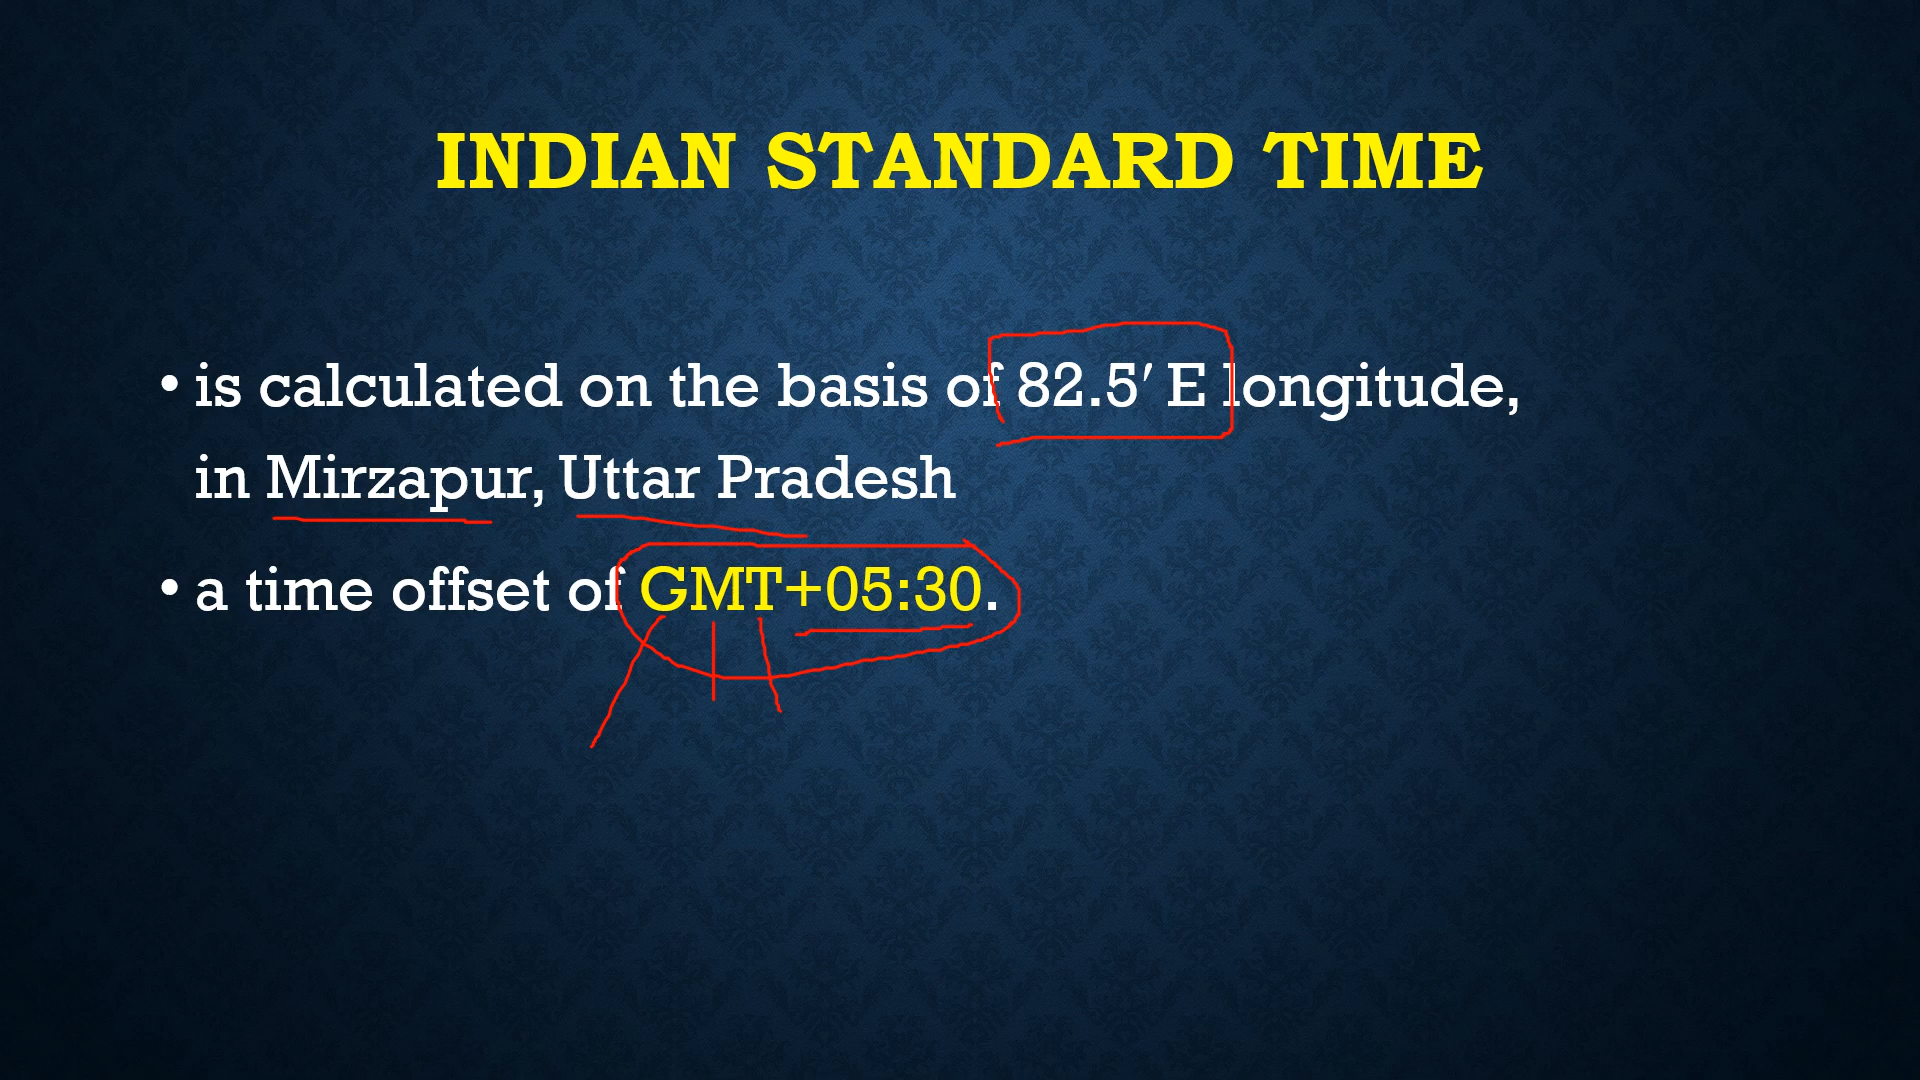 INDIAN STANDARD TIME
• is calculated on the basis of 82.5′ E longitude,
in Mirzapur, Uttar Pradesh
• a time offset of GMT+05:30.